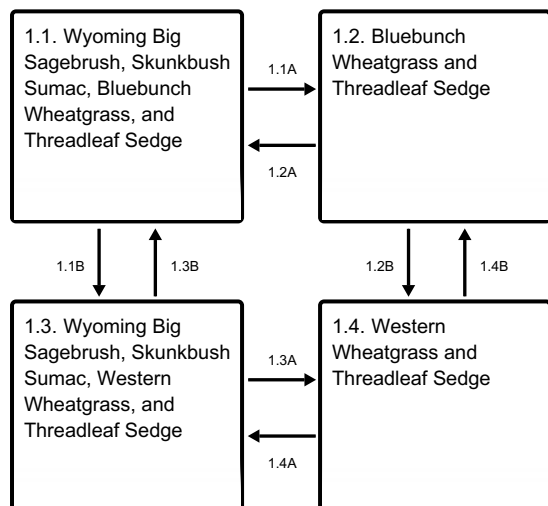 1.1. Wyoming Big
Sagebrush, Skunkbush
Sumac, Bluebunch
Wheatgrass, and
Threadleaf Sedge
1.1A
1.2A
1.2. Bluebunch
Wheatgrass and
Threadleaf Sedge
1.1B
1.3B
1.2B
1.4B
1.3. Wyoming Big
Sagebrush, Skunkbush
Sumac, Western
Wheatgrass, and
Threadleaf Sedge
1.3A
1.4A
1.4. Western
Wheatgrass and
Threadleaf Sedge